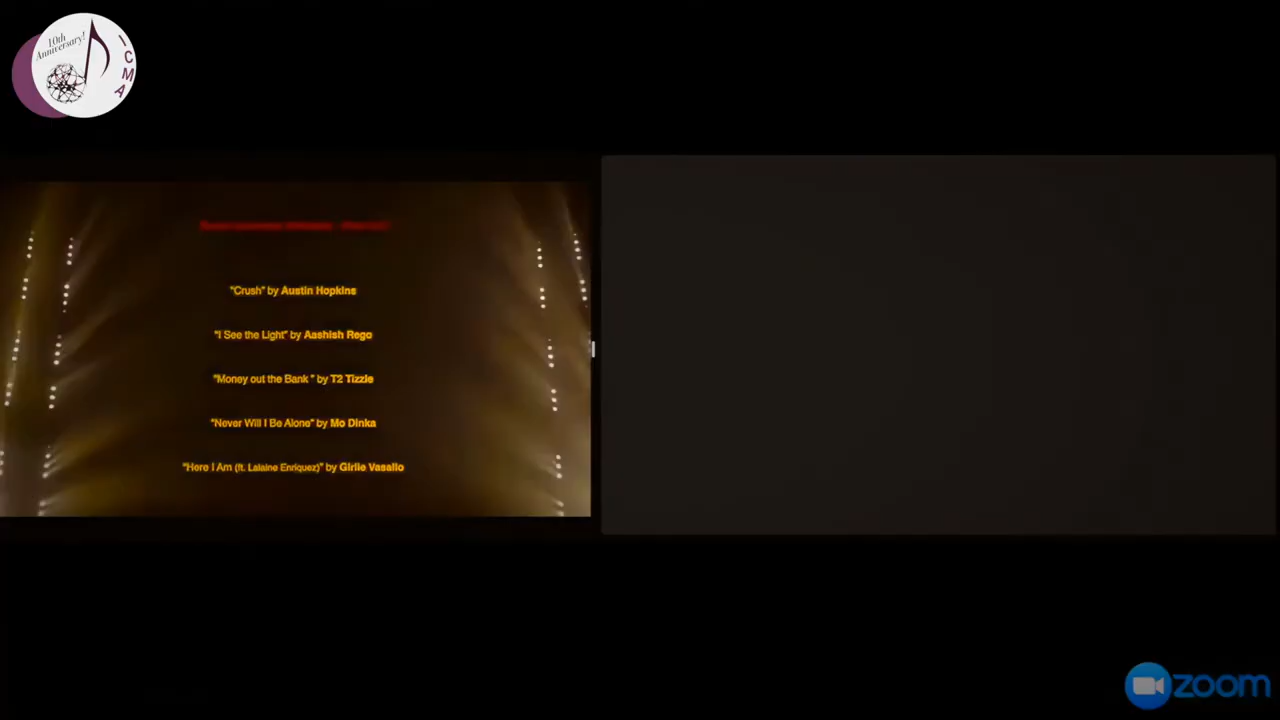 10th
Anniversary!
ICMA
"Crush" by Austin Hopkins
"I See the Light" by Aashish Rego
"Money out the Bank " by T2 Tizzle
"Never Will I Be Alone" by Mo Dinka
"Here I Am (ft. Lalaine Enriquez)" by Girlie Vasallo
zoom